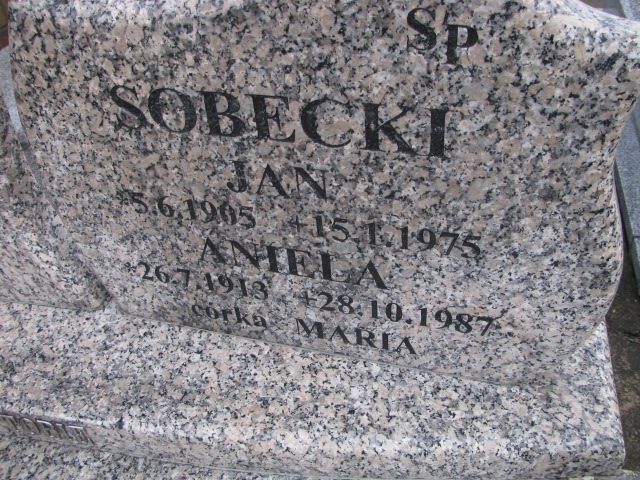 Sp
SOBECKI
JAN
*5.6.1905 +15.1.1975
ANIELA
*26.7.1913 +28.10.1987
córka MARIA